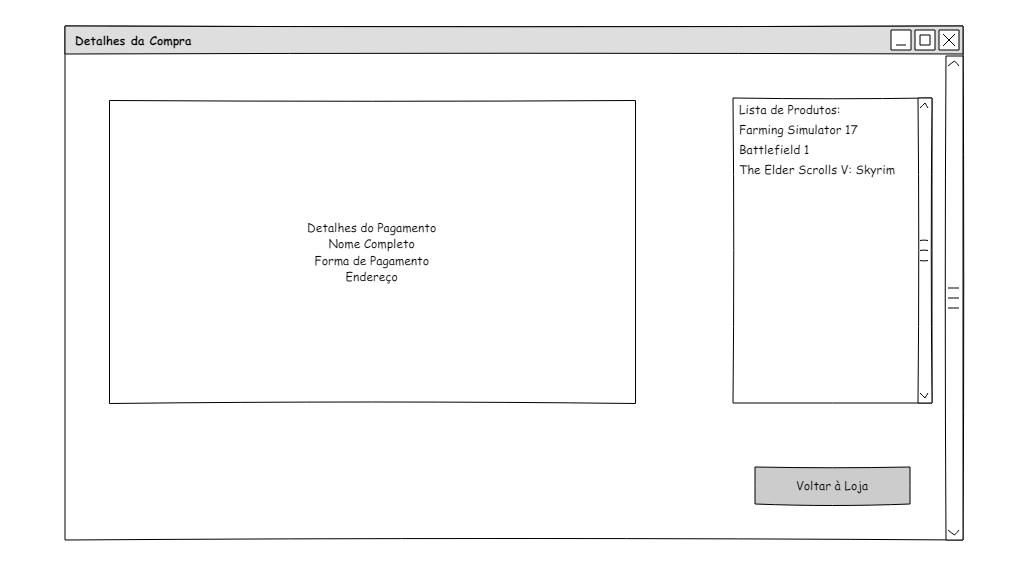 Detalhes da Compra
Detalhes do Pagamento
Nome Completo
Forma de Pagamento
Endereço
Lista de Produtos:
Farming Simulator 17
Battlefield 1
The Elder Scrolls V: Skyrim
Voltar à Loja